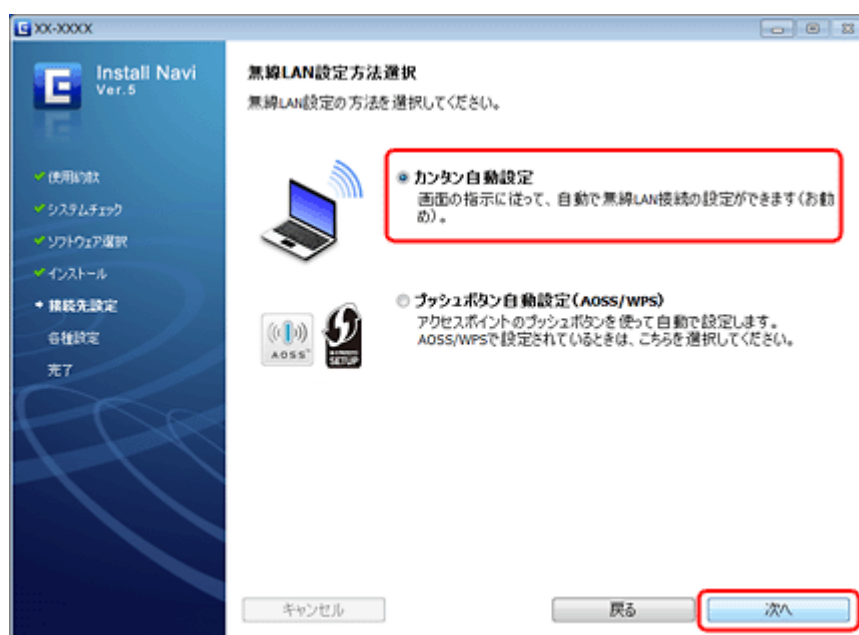 XX-XXXX
Install Navi
Ver.5
使用約款
システムチェック
ソフトウェア選択
インストール
接続先設定
各種設定
完了
無線LAN設定方法選択
無線LAN設定の方法を選択してください。
カンタン自動設定
画面の指示に従って、自動で無線LAN接続の設定ができます(お勧
め)。
プッシュボタン自動設定(AOSS/WPS)
アクセスポイントのプッシュボタンを使って自動で設定します。
AOSS/WPSで設定されているときは、こちらを選択してください。
AOSS
SETUP
キャンセル
戻る
次へ